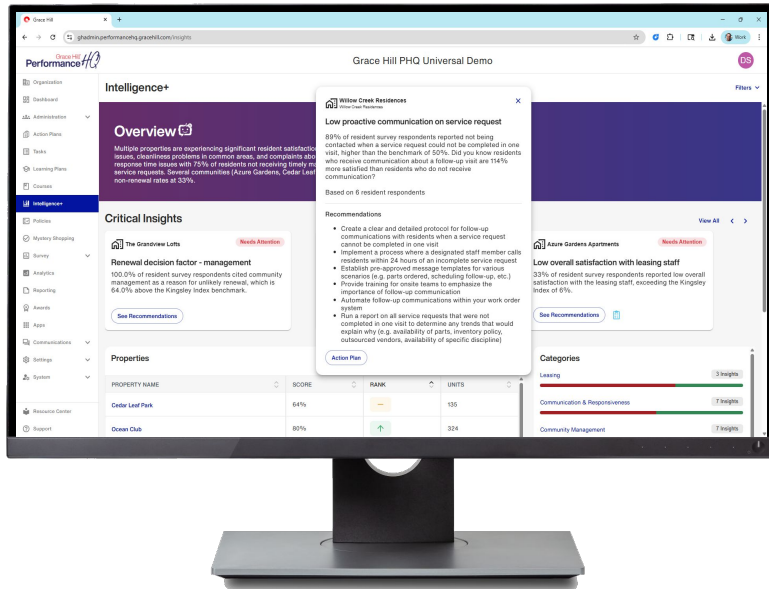 Grace Hill
ghadmin.performancehq.gracehill.com/insights
Work
Grace Hill
PerformanceHQ
Grace Hill PHQ Universal Demo
DS
Organization
Dashboard
Administration
Action Plans
Tasks
Learning Plans
Courses
Intelligence+
Policies
Mystery Shopping
Survey
Analytics
Reporting
Awards
Apps
Communications
Settings
System
Resource Center
Support
Intelligence+
Filters
Overview
Multiple properties are experiencing significant resident satisfactio
issues, cleanliness problems in common areas, and complaints abo
response time issues with 75% of residents not receiving timely ma
service requests. Several communities (Azure Gardens, Cedar Leaf
non-renewal rates at 33%.
Critical Insights
View All
The Grandview Lofts
Needs Attention
Renewal decision factor - management
100.0% of resident survey respondents cited community
management as a reason for unlikely renewal, which is
64.0% above the Kingsley Index benchmark.
See Recommendations
Willow Creek Residences
Willow Creek Residences
Low proactive communication on service request
89% of resident survey respondents reported not being
contacted when a service request could not be completed in one
visit, higher than the benchmark of 50%. Did you know residents
who receive communication about a follow-up visit are 114%
more satisfied than residents who do not receive
communication?
Based on 6 resident respondents
Recommendations
• Create a clear and detailed protocol for follow-up
communications with residents when a service request
cannot be completed in one visit
• Implement a process where a designated staff member calls
residents within 24 hours of an incomplete service request
• Establish pre-approved message templates for various
scenarios (e.g. parts ordered, scheduling follow-up, etc.)
• Provide training for onsite teams to emphasize the
importance of follow-up communication
• Automate follow-up communications within your work order
system
• Run a report on all service requests that were not
completed in one visit to determine any trends that would
explain why (e.g. availability of parts, inventory policy,
outsourced vendors, availability of specific discipline)
Action Plan
Azure Gardens Apartments
Needs Attention
Low overall satisfaction with leasing staff
33% of resident survey respondents reported low overall
satisfaction with the leasing staff, exceeding the Kingsley
Index of 6%.
See Recommendations
Properties
PROPERTY NAME
SCORE
RANK
UNITS
Cedar Leaf Park
64%
135
Ocean Club
80%
324
Categories
Leasing
3 Insights
Communication & Responsiveness
7 Insights
Community Management
7 Insights